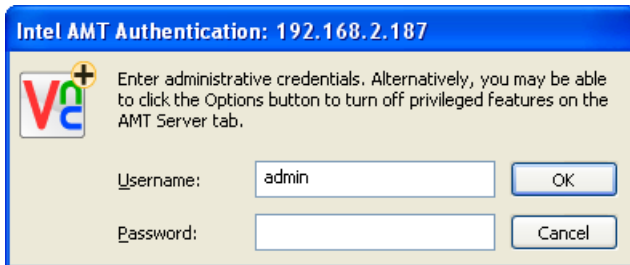 Intel AMT Authentication: 192.168.2.187
Enter administrative credentials. Alternatively, you may be able
to click the Options button to turn off privileged features on the
AMT Server tab.
VNC+
Username: admin OK
Password: Cancel